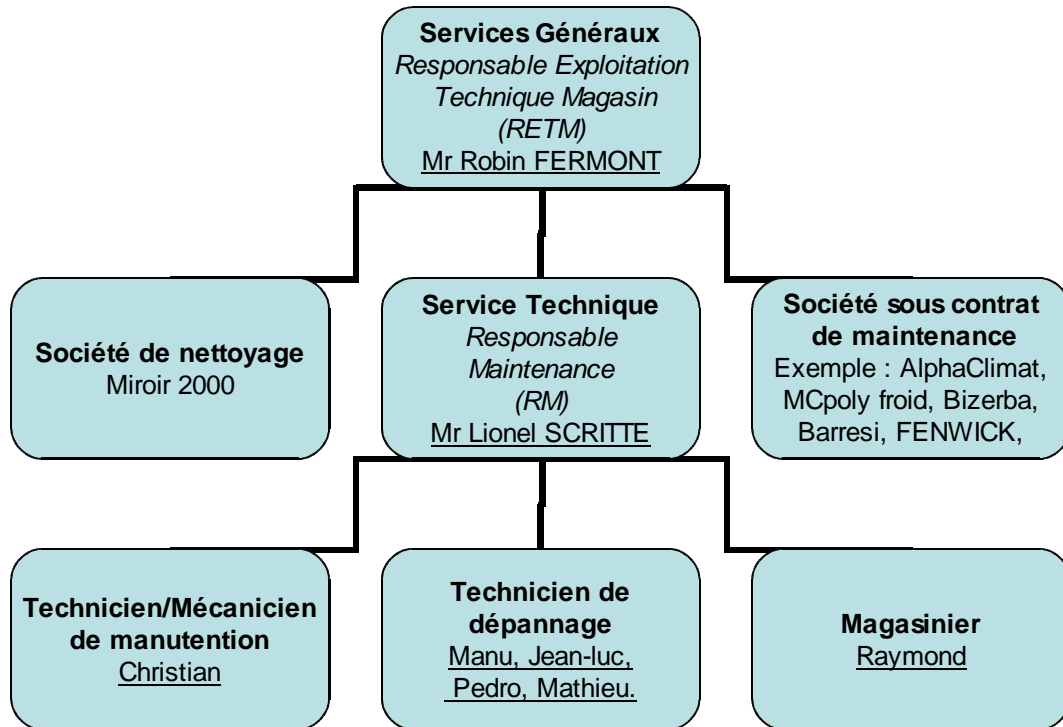 Services Généraux
Responsable Exploitation
Technique Magasin
(RETM)
Mr Robin FERMONT
Société de nettoyage
Miroir 2000
Service Technique
Responsable
Maintenance
(RM)
Mr Lionel SCRITTE
Société sous contrat
de maintenance
Exemple : AlphaClimat,
MCpoly froid, Bizerba,
Barresi, FENWICK,
Technicien/Mécanicien
de manutention
Christian
Technicien de
dépannage
Manu, Jean-luc,
Pedro, Mathieu.
Magasinier
Raymond